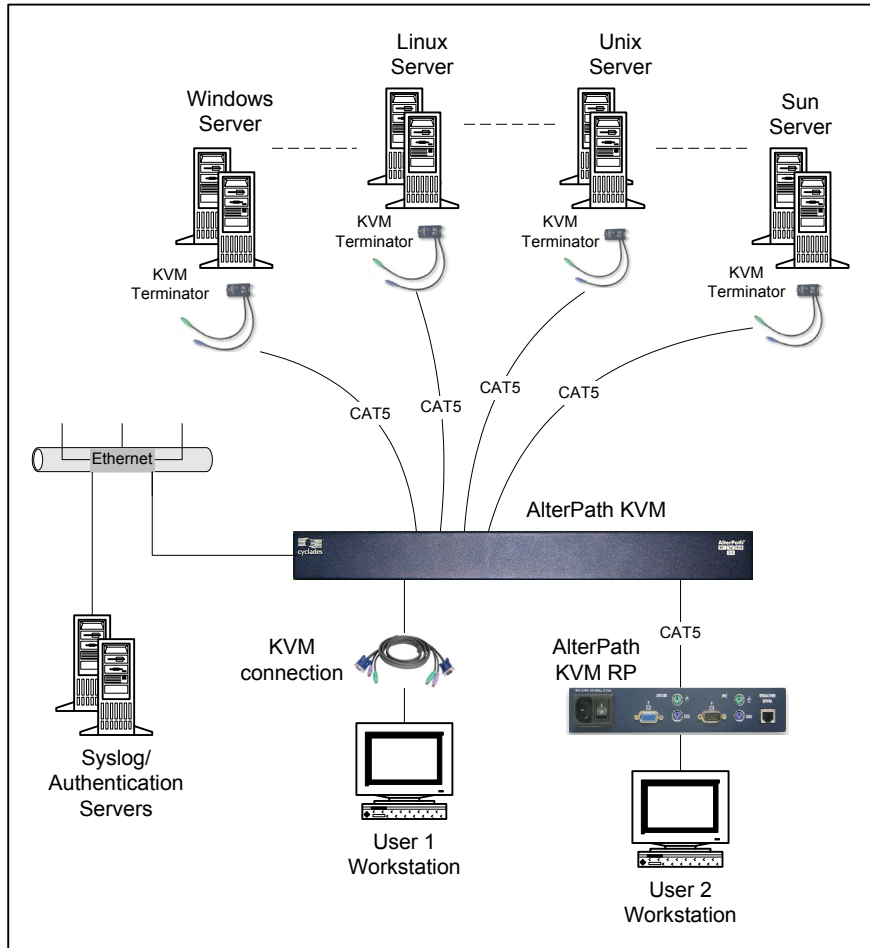 Linux
Server
Unix
Server
Windows
Server
Sun
Server
KVM
Terminator
KVM
Terminator
KVM
Terminator
KVM
Terminator
CAT5
CAT5
CAT5
CAT5
Ethernet
AlterPath KVM
cyclades
AlterPath
KVM
CAT5
KVM
connection
AlterPath
KVM RP
Syslog/
Authentication
Servers
User 1
Workstation
User 2
Workstation